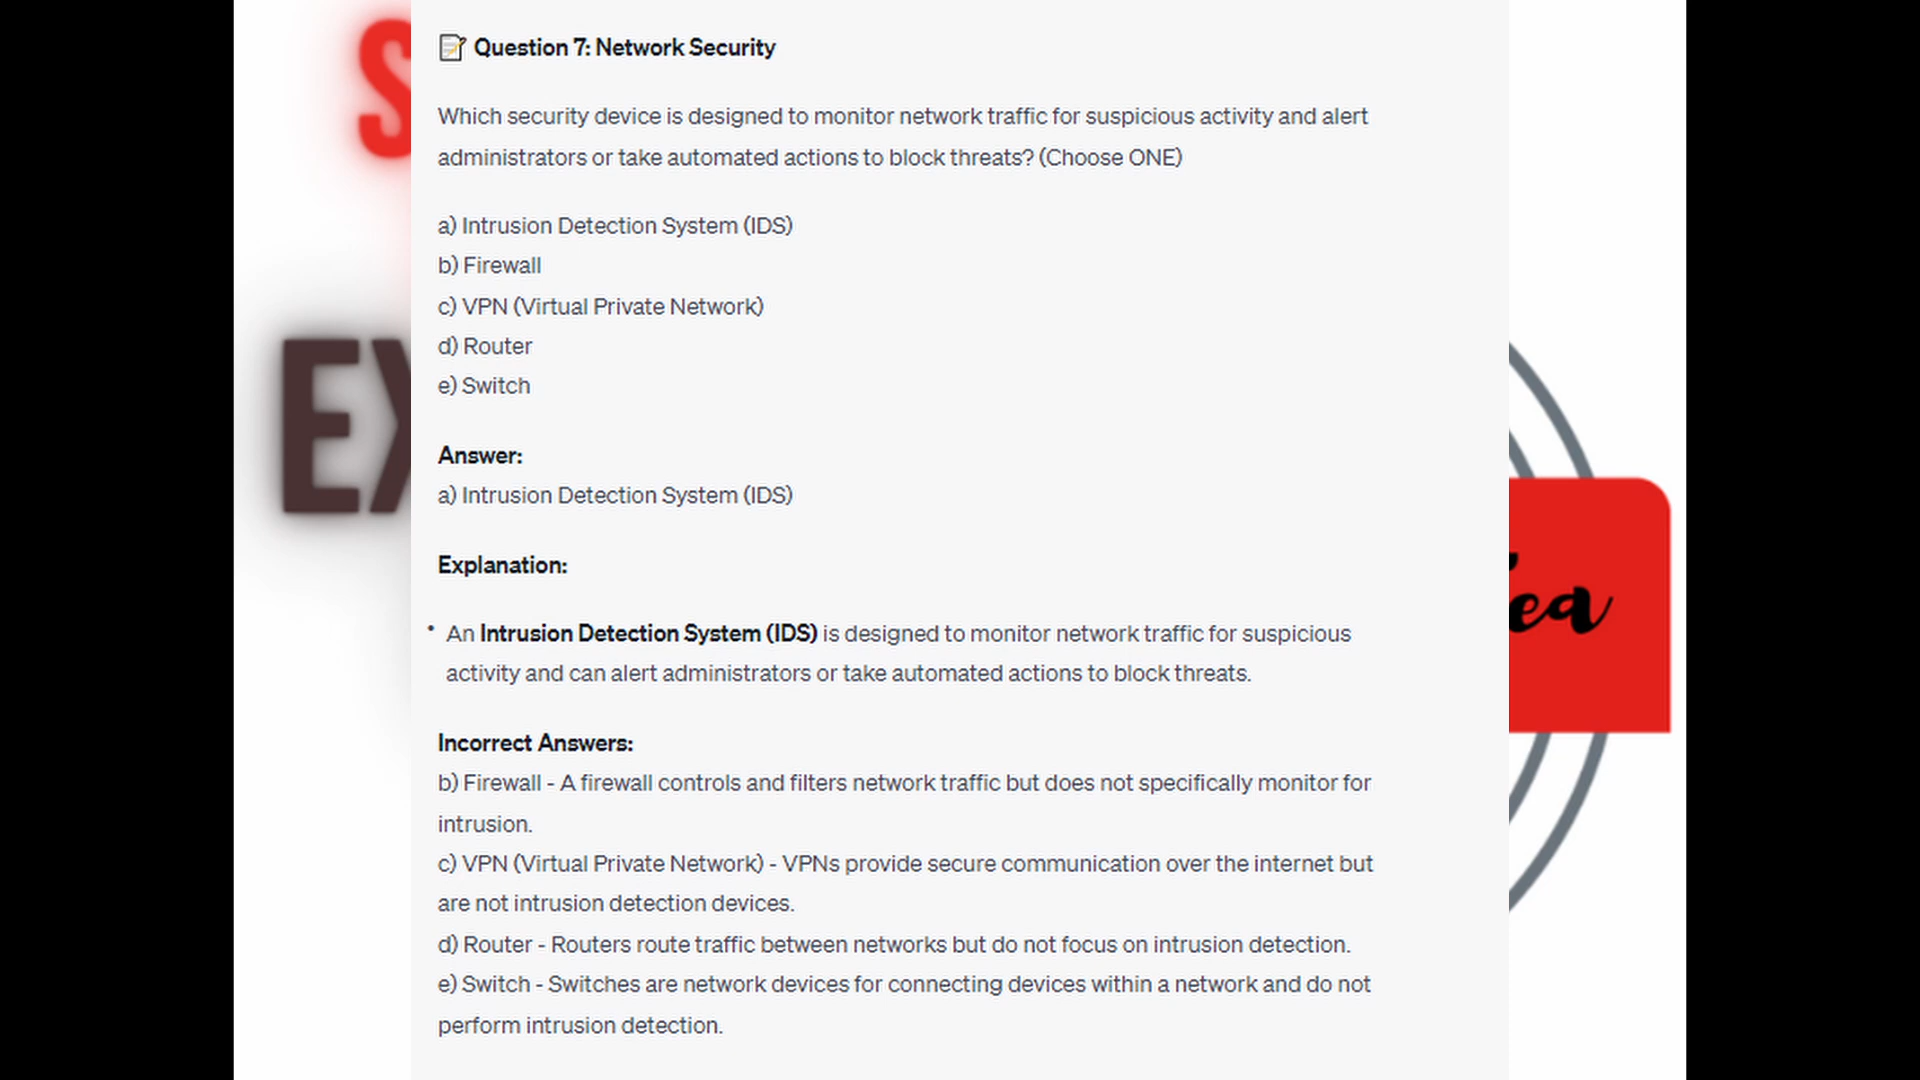 📝 Question 7: Network Security
Which security device is designed to monitor network traffic for suspicious activity and alert
administrators or take automated actions to block threats? (Choose ONE)
a) Intrusion Detection System (IDS)
b) Firewall
c) VPN (Virtual Private Network)
d) Router
e) Switch
Answer:
a) Intrusion Detection System (IDS)
Explanation:
• An Intrusion Detection System (IDS) is designed to monitor network traffic for suspicious
activity and can alert administrators or take automated actions to block threats.
Incorrect Answers:
b) Firewall - A firewall controls and filters network traffic but does not specifically monitor for
intrusion.
c) VPN (Virtual Private Network) - VPNs provide secure communication over the internet but
are not intrusion detection devices.
d) Router - Routers route traffic between networks but do not focus on intrusion detection.
e) Switch - Switches are network devices for connecting devices within a network and do not
perform intrusion detection.